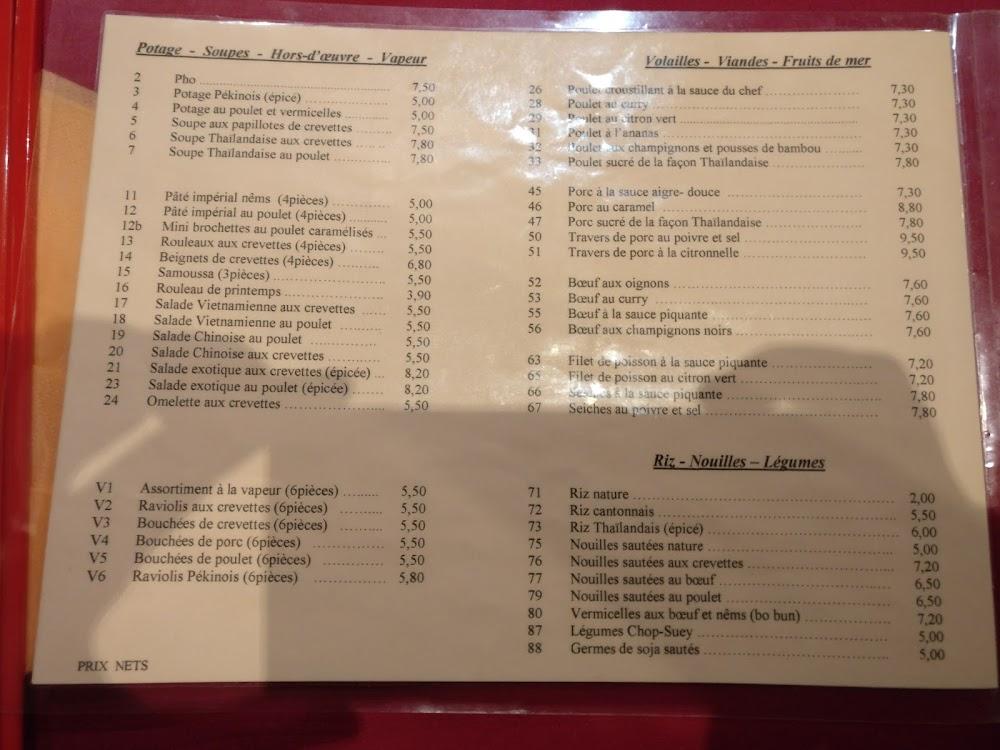 Potage - Soupes - Hors-d'œuvre - Vapeur
2 Pho 7,50
3 Potage Pékinois (épicé) 5,00
4 Potage au poulet et vermicelles 5,00
5 Soupe aux papillotes de crevettes 7,50
6 Soupe Thaïlandaise aux crevettes 7,80
7 Soupe Thaïlandaise au poulet 7,80
11 Pâté impérial nêms (4pièces) 5,00
12 Pâté impérial au poulet (4pièces) 5,00
12b Mini brochettes au poulet caramélisés 5,50
13 Rouleaux aux crevettes (4pièces) 5,50
14 Beignets de crevettes (4pièces) 6,80
15 Samoussa (3pièces) 5,50
16 Rouleau de printemps 3,90
17 Salade Vietnamienne aux crevettes 5,50
18 Salade Vietnamienne au poulet 5,50
19 Salade Chinoise au poulet 5,50
20 Salade Chinoise aux crevettes 5,50
21 Salade exotique aux crevettes (épicée) 8,20
23 Salade exotique au poulet (épicée) 8,20
24 Omelette aux crevettes 5,50
V1 Assortiment à la vapeur (6pièces) 5,50
V2 Raviolis aux crevettes (6pièces) 5,50
V3 Bouchées de crevettes (6pièces) 5,50
V4 Bouchées de porc (6pièces) 5,50
V5 Bouchées de poulet (6pièces) 5,50
V6 Raviolis Pékinois (6pièces) 5,80
PRIX NETS
Volailles - Viandes - Fruits de mer
26 Poulet croustillant à la sauce du chef 7,30
28 Poulet au curry 7,30
29 Poulet au citron vert 7,30
31 Poulet à l'ananas 7,30
32 Poulet aux champignons et pousses de bambou 7,30
33 Poulet sucré de la façon Thaïlandaise 7,80
45 Porc à la sauce aigre- douce 7,30
46 Porc au caramel 8,80
47 Porc sucré de la façon Thaïlandaise 7,80
50 Travers de porc au poivre et sel 9,50
51 Travers de porc à la citronnelle 9,50
52 Bœuf aux oignons 7,60
53 Bœuf au curry 7,60
55 Bœuf à la sauce piquante 7,60
56 Bœuf aux champignons noirs 7,60
63 Filet de poisson à la sauce piquante 7,20
65 Filet de poisson au citron vert 7,20
66 Seiches à la sauce piquante 7,80
67 Seiches au poivre et sel 7,80
Riz - Nouilles – Légumes
71 Riz nature 2,00
72 Riz cantonnais 5,50
73 Riz Thaïlandais (épicé) 6,00
75 Nouilles sautées nature 5,00
76 Nouilles sautées aux crevettes 7,20
77 Nouilles sautées au bœuf 6,50
79 Nouilles sautées au poulet 6,50
80 Vermicelles aux bœuf et nêms (bo bun) 7,20
87 Légumes Chop-Suey 5,00
88 Germes de soja sautés 5,00